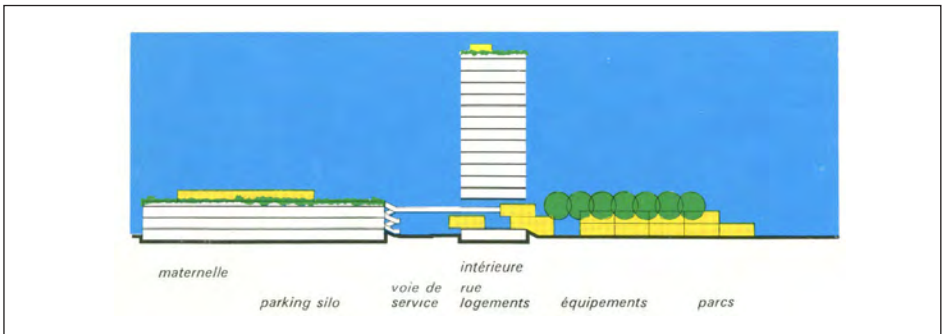 maternelle
intérieure
parking silo
voie de
service
rue
logements
équipements
parcs